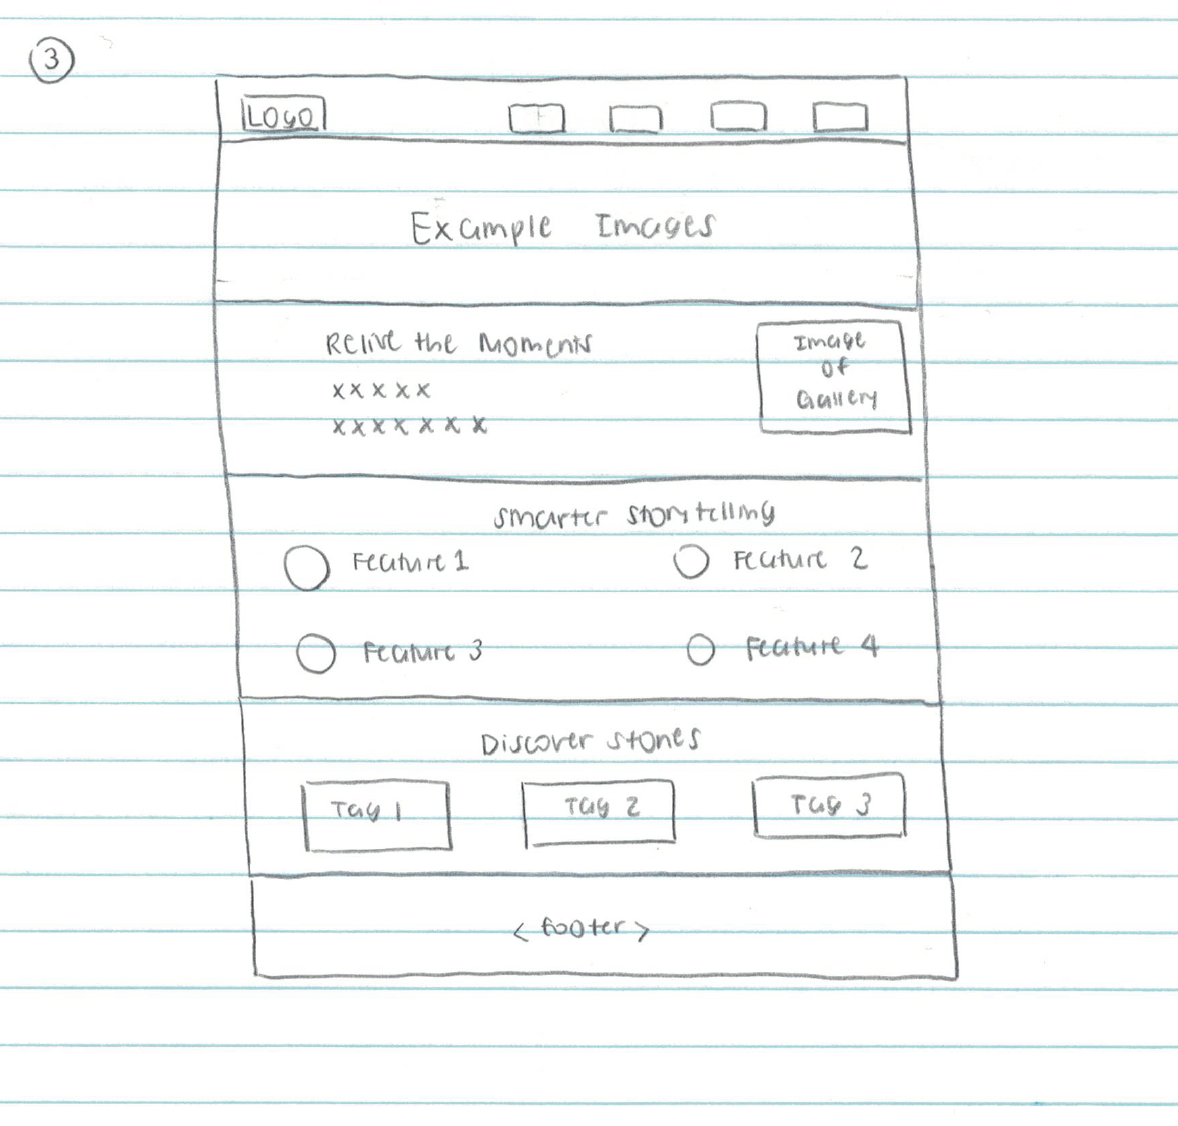 3
Logo
Example Images
Relive the Moments
xxxxx
xxxxxxx
Image
of
Gallery
Smarter storytelling
Feature 1
Feature 2
Feature 3
Feature 4
Discover stories
Tag 1
Tag 2
Tag 3
<footer>